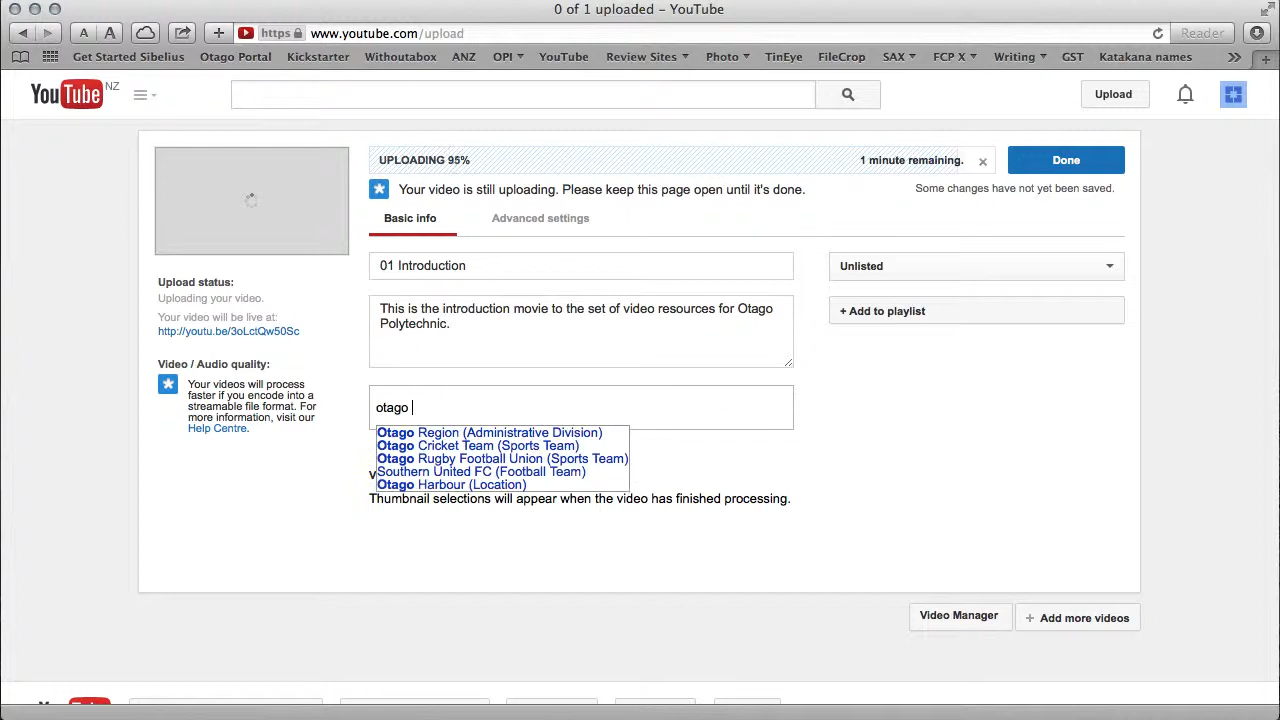 0 of 1 uploaded – YouTube
A A + https www.youtube.com/upload Reader
Get Started Sibelius Otago Portal Kickstarter Withoutabox ANZ OPI YouTube Review Sites Photo TinEye FileCrop SAX FCP X Writing GST Katakana names
YouTube NZ Upload
UPLOADING 95% 1 minute remaining. × Done
Your video is still uploading. Please keep this page open until it's done. Some changes have not yet been saved.
Basic info Advanced settings
01 Introduction
Unlisted
This is the introduction movie to the set of video resources for Otago
Polytechnic.
+ Add to playlist
Upload status:
Uploading your video.
Your video will be live at:
http://youtu.be/3oLctQw50Sc
Video / Audio quality:
Your videos will process
faster if you encode into a
streamable file format. For
more information, visit our
Help Centre.
otago
Otago Region (Administrative Division)
Otago Cricket Team (Sports Team)
Otago Rugby Football Union (Sports Team)
Southern United FC (Football Team)
Otago Harbour (Location)
Thumbnail selections will appear when the video has finished processing.
Video Manager + Add more videos